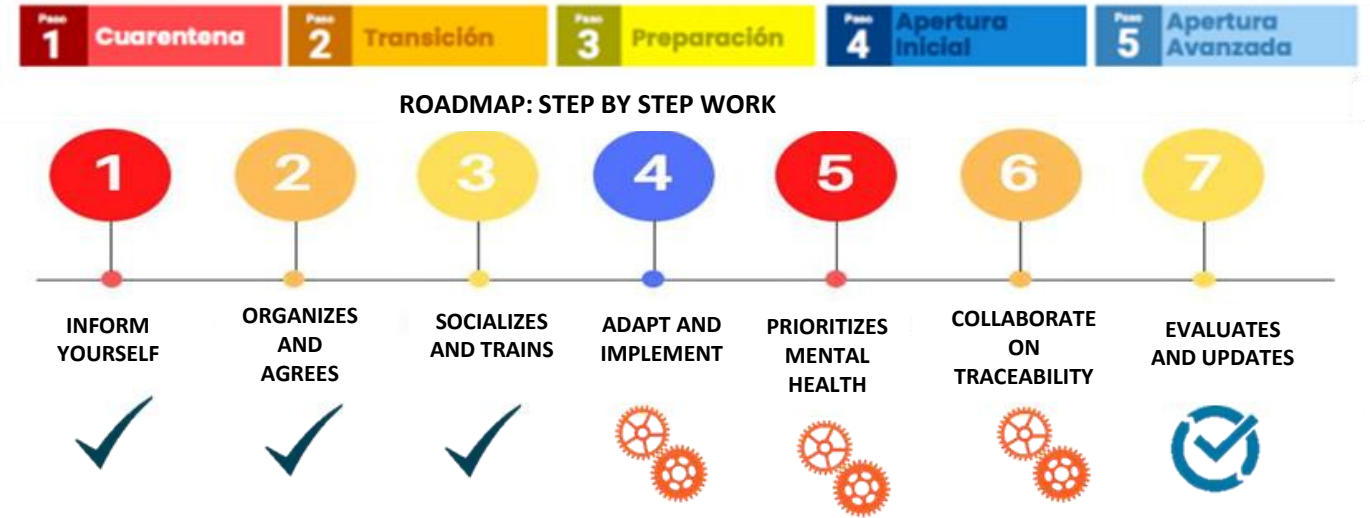 Paso
1
Cuarentena
Paso
2
Transición
Paso
3
Preparación
Paso
4
Apertura
Inicial
Paso
5
Apertura
Avanzada
ROADMAP: STEP BY STEP WORK
1
2
3
4
5
6
7
INFORM
YOURSELF
ORGANIZES
AND
AGREES
SOCIALIZES
AND TRAINS
ADAPT AND
IMPLEMENT
PRIORITIZES
MENTAL
HEALTH
COLLABORATE
ON
TRACEABILITY
EVALUATES
AND UPDATES